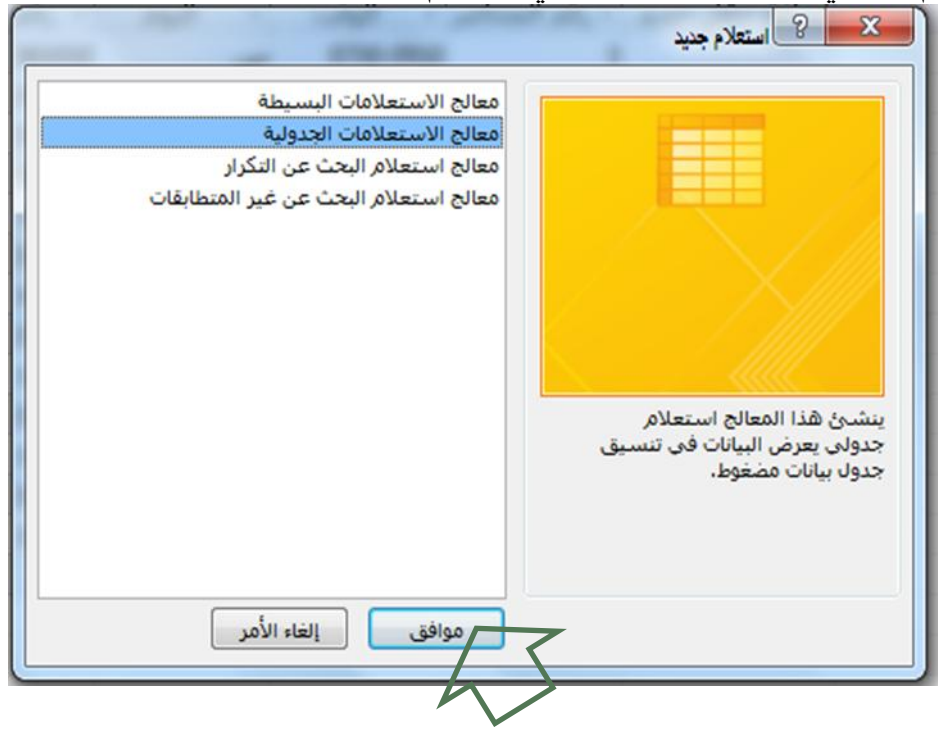 استعلام جديد
معالج الاستعلامات البسيطة
معالج الاستعلامات الجدولية
معالج استعلام البحث عن التكرار
معالج استعلام البحث عن غير المتطابقات
ينشئ هذا المعالج استعلام
جدولي يعرض البيانات في تنسيق
جدول بيانات مضغوط.
موافق
إلغاء الأمر